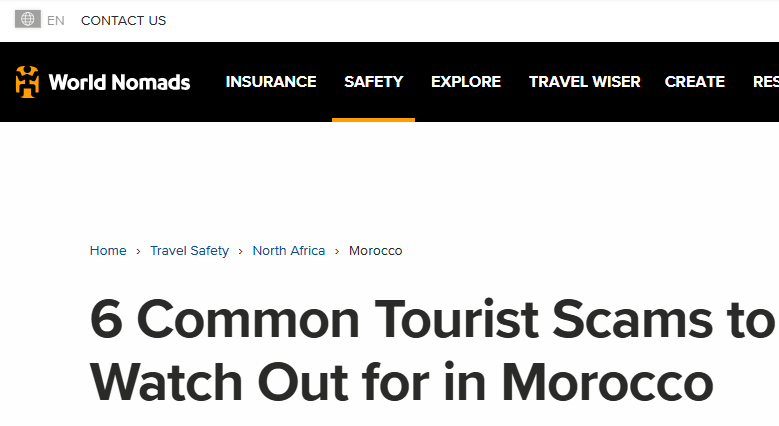 EN CONTACT US
World Nomads INSURANCE SAFETY EXPLORE TRAVEL WISER CREATE RES
Home › Travel Safety › North Africa › Morocco
6 Common Tourist Scams to
Watch Out for in Morocco